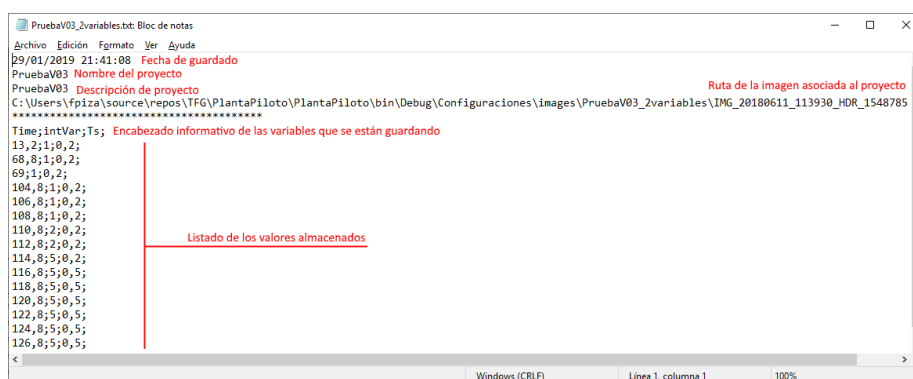 PruebaV03_2variables.txt: Bloc de notas
Archivo Edición Formato Ver Ayuda
29/01/2019 21:41:08 Fecha de guardado
PruebaV03 Nombre del proyecto
PruebaV03 Descripción de proyecto
Ruta de la imagen asociada al proyecto
C:\Users\fpiza\source\repos\TFG\PlantaPiloto\PlantaPiloto\bin\Debug\Configuraciones\images\PruebaV03_2variables\IMG_20180611_113930_HDR_1548785
****************************************
Time;intVar;Ts; Encabezado informativo de las variables que se están guardando
13,2;1;0,2;
68,8;1;0,2;
69;1;0,2;
104,8;1;0,2;
106,8;1;0,2;
108,8;1;0,2;
110,8;2;0,2;
112,8;2;0,2;
Listado de los valores almacenados
114,8;5;0,2;
116,8;5;0,5;
118,8;5;0,5;
120,8;5;0,5;
122,8;5;0,5;
124,8;5;0,5;
126,8;5;0,5;
Windows (CRLF) Línea 1, columna 1 100%